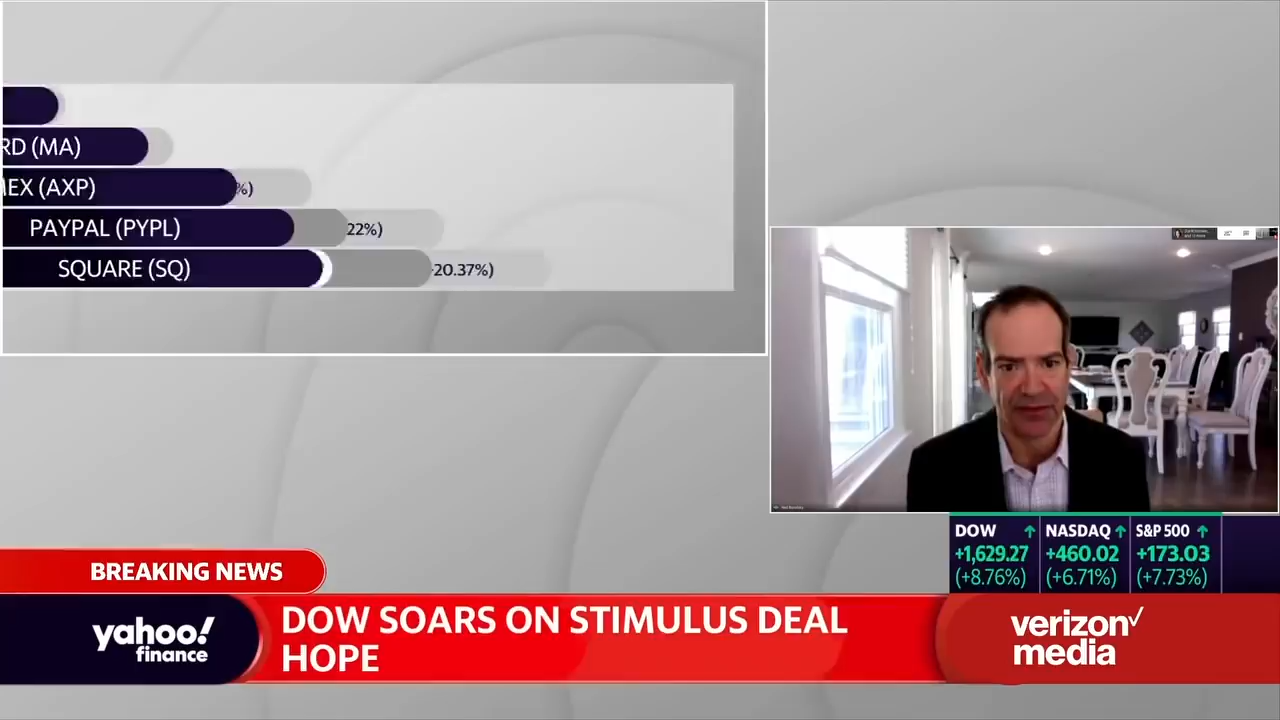 RD (MA)
EX (AXP)
%)
PAYPAL (PYPL)
22%)
SQUARE (SQ)
20.37%)
DOW
+1,629.27
(+8.76%)
NASDAQ
+460.02
(+6.71%)
S&P 500
+173.03
(+7.73%)
BREAKING NEWS
yahoo!
finance
DOW SOARS ON STIMULUS DEAL
HOPE
verizon
media